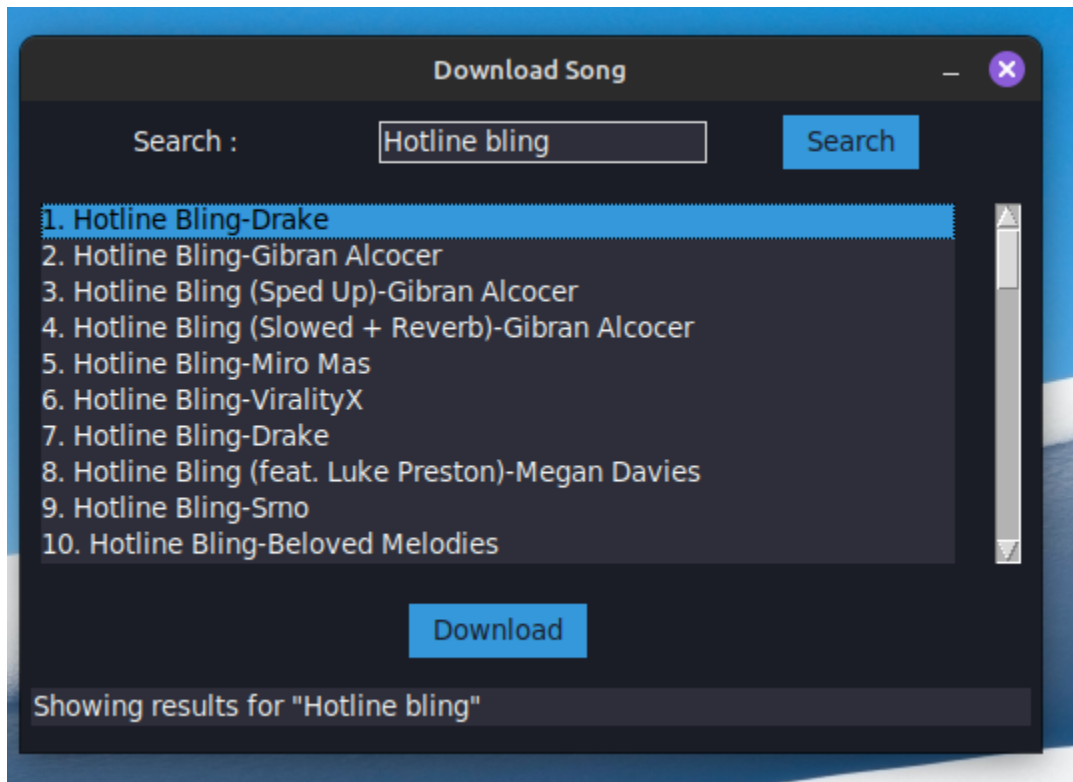 Download Song
Search : Hotline bling Search
1. Hotline Bling-Drake
2. Hotline Bling-Gibran Alcocer
3. Hotline Bling (Sped Up)-Gibran Alcocer
4. Hotline Bling (Slowed + Reverb)-Gibran Alcocer
5. Hotline Bling-Miro Mas
6. Hotline Bling-ViralityX
7. Hotline Bling-Drake
8. Hotline Bling (feat. Luke Preston)-Megan Davies
9. Hotline Bling-Srno
10. Hotline Bling-Beloved Melodies
Download
Showing results for "Hotline bling"